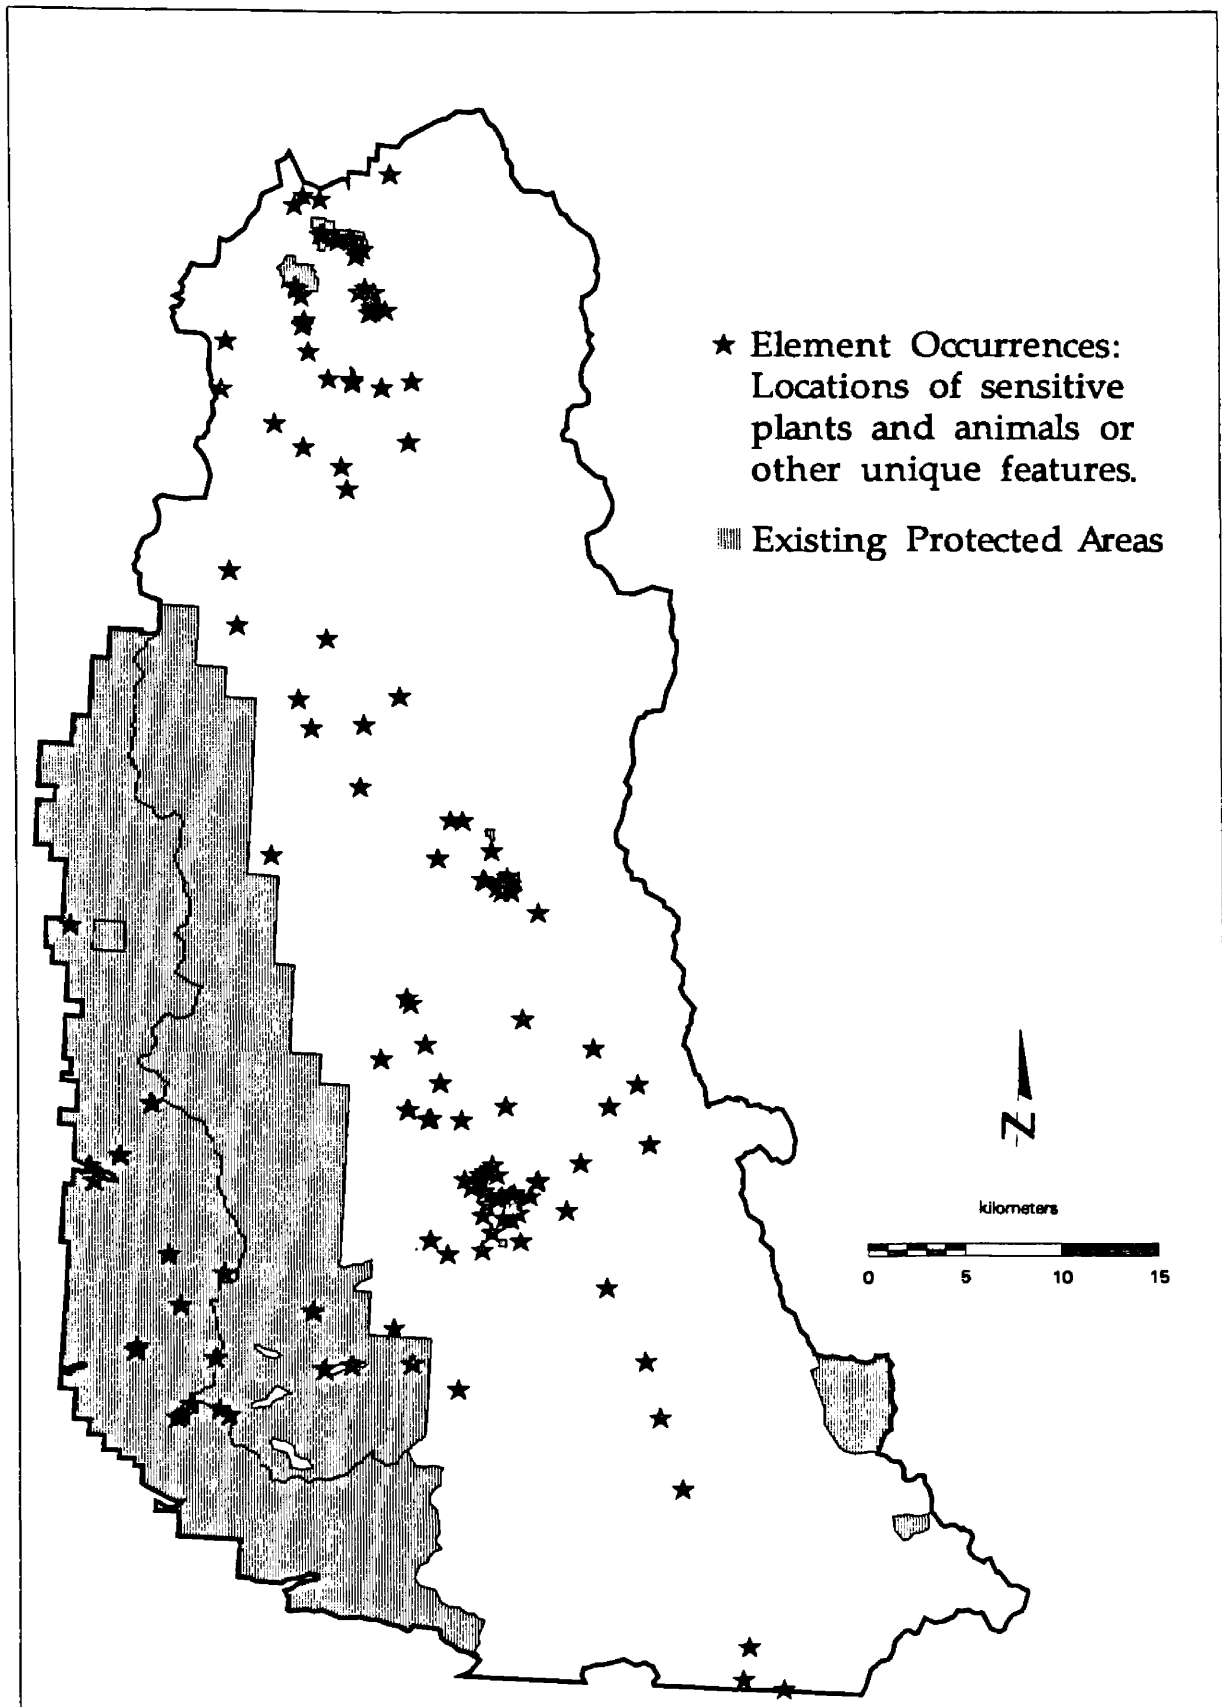 ★ Element Occurrences:
Locations of sensitive
plants and animals or
other unique features.
Existing Protected Areas
N
kilometers
0 5 10 15